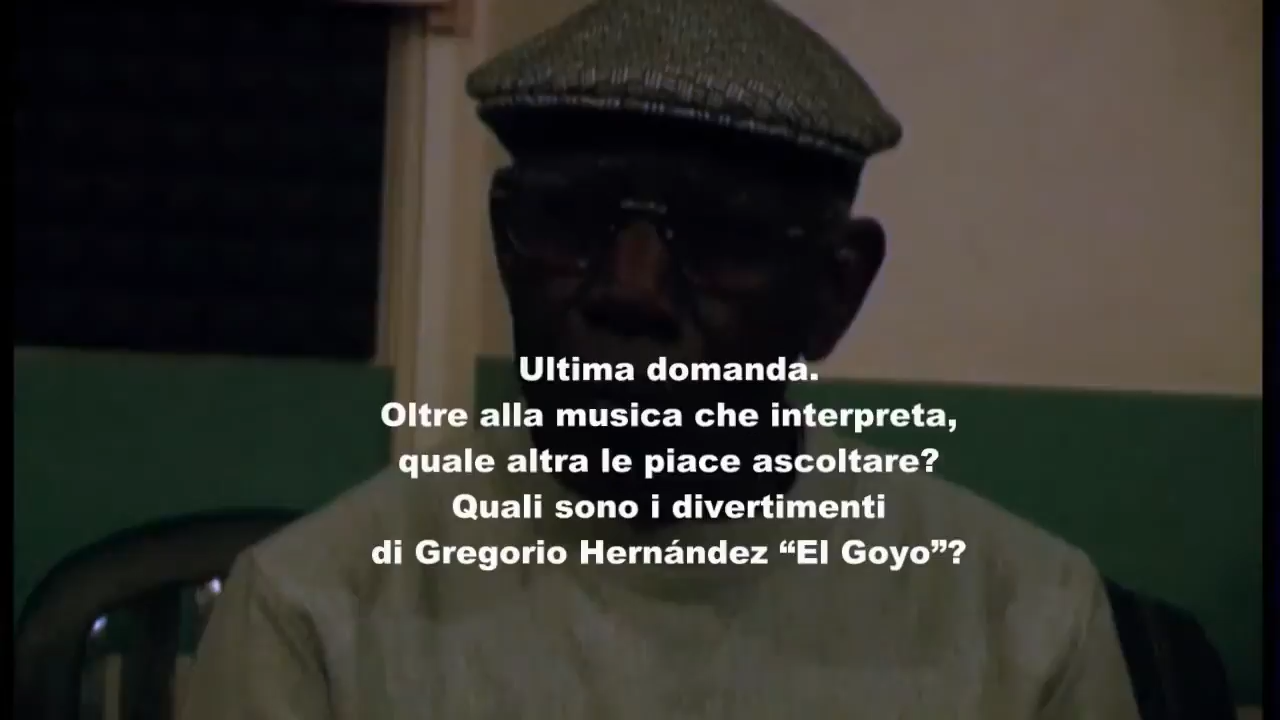 Ultima domanda.
Oltre alla musica che interpreta,
quale altra le piace ascoltare?
Quali sono i divertimenti
di Gregorio Hernández “El Goyo”?